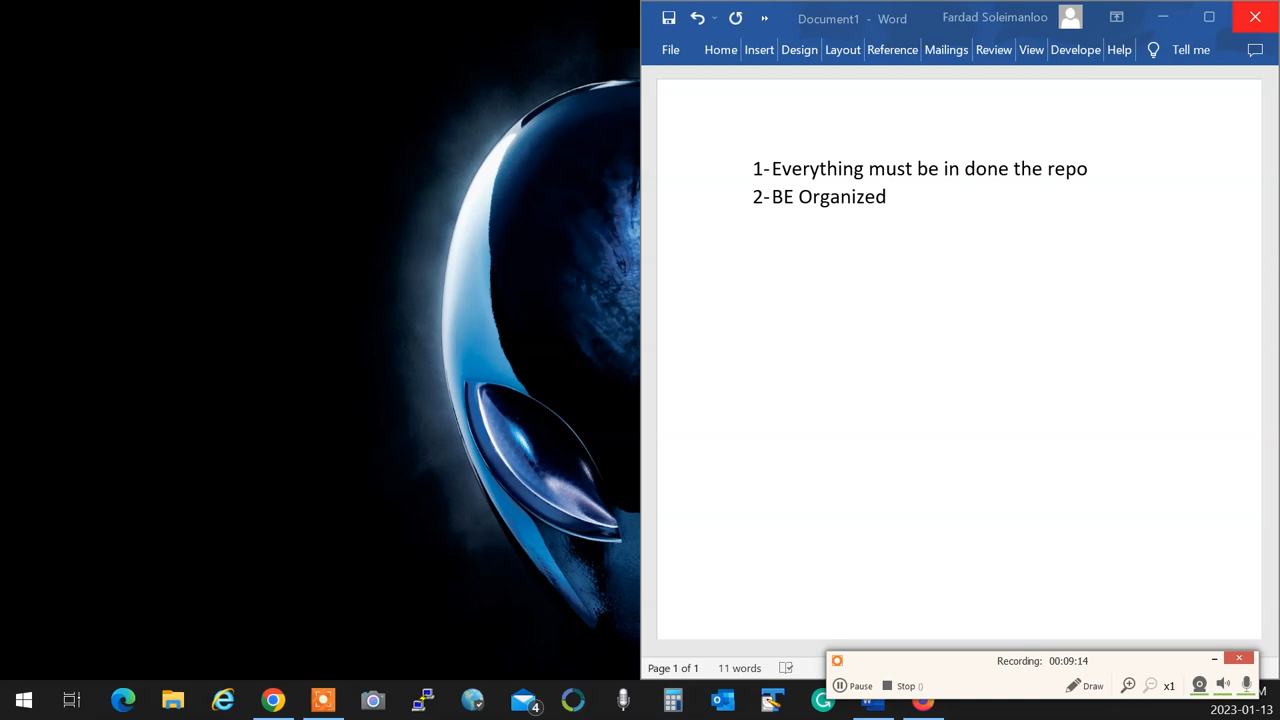 Document1 - Word
Fardad Soleimanloo
File Home Insert Design Layout Reference Mailings Review View Develope Help Tell me
1-Everything must be in done the repo
2-BE Organized
Page 1 of 1 11 words
Recording: 00:09:14
Pause Stop () Draw x1
4
2023-01-13